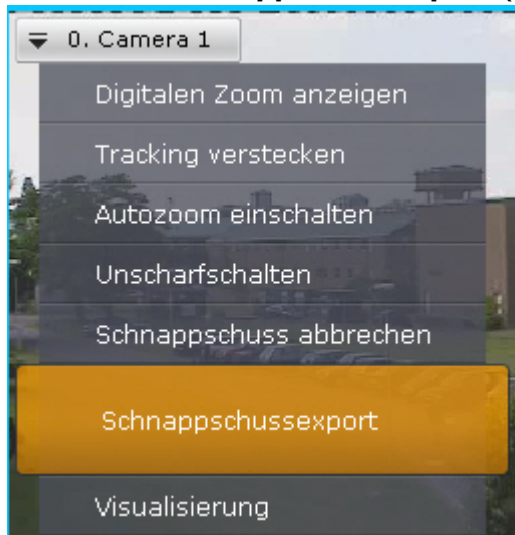 0. Camera 1
Digitalen Zoom anzeigen
Tracking verstecken
Autozoom einschalten
Unscharfschalten
Schnappschuss abbrechen
Schnappschussexport
Visualisierung